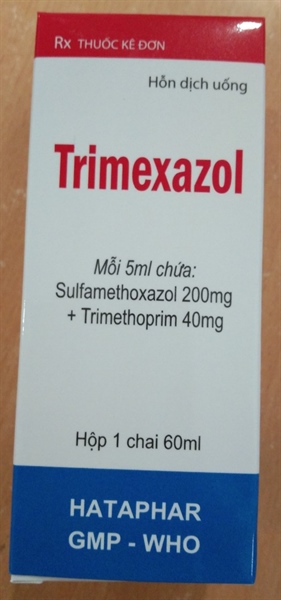 Rx THUỐC KÊ ĐƠN
Hỗn dịch uống
Trimexazol
Mỗi 5ml chứa:
Sulfamethoxazol 200mg
+ Trimethoprim 40mg
Hộp 1 chai 60ml
HATAPHAR
GMP - WHO